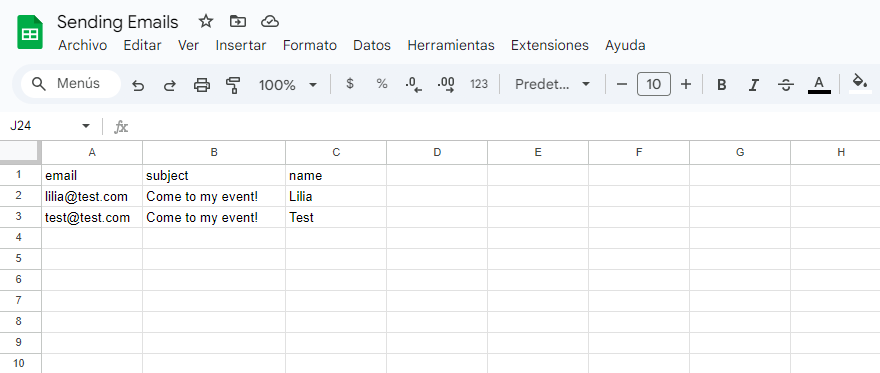 Sending Emails
Archivo Editar Ver Insertar Formato Datos Herramientas Extensiones Ayuda
Menús 100% $ % .0 .00 123 Predet... − 10 + B I S A
J24 fx
A B C D E F G H
1 email subject name
2 lilia@test.com Come to my event! Lilia
3 test@test.com Come to my event! Test
4
5
6
7
8
9
10